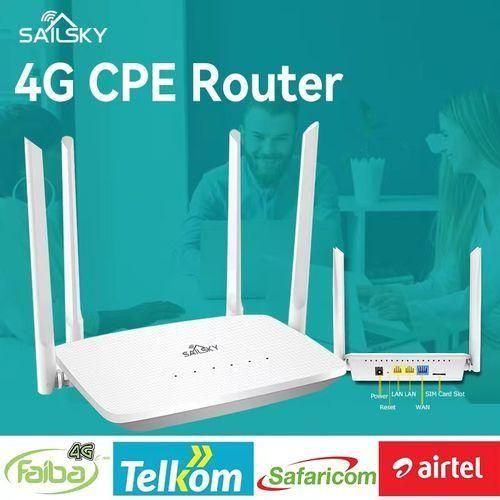 SAILSKY
4G CPE Router
SAILSKY
Power LAN LAN SIM Card Slot
Reset WAN
4G
faiba
Telkom
Safaricom
airtel